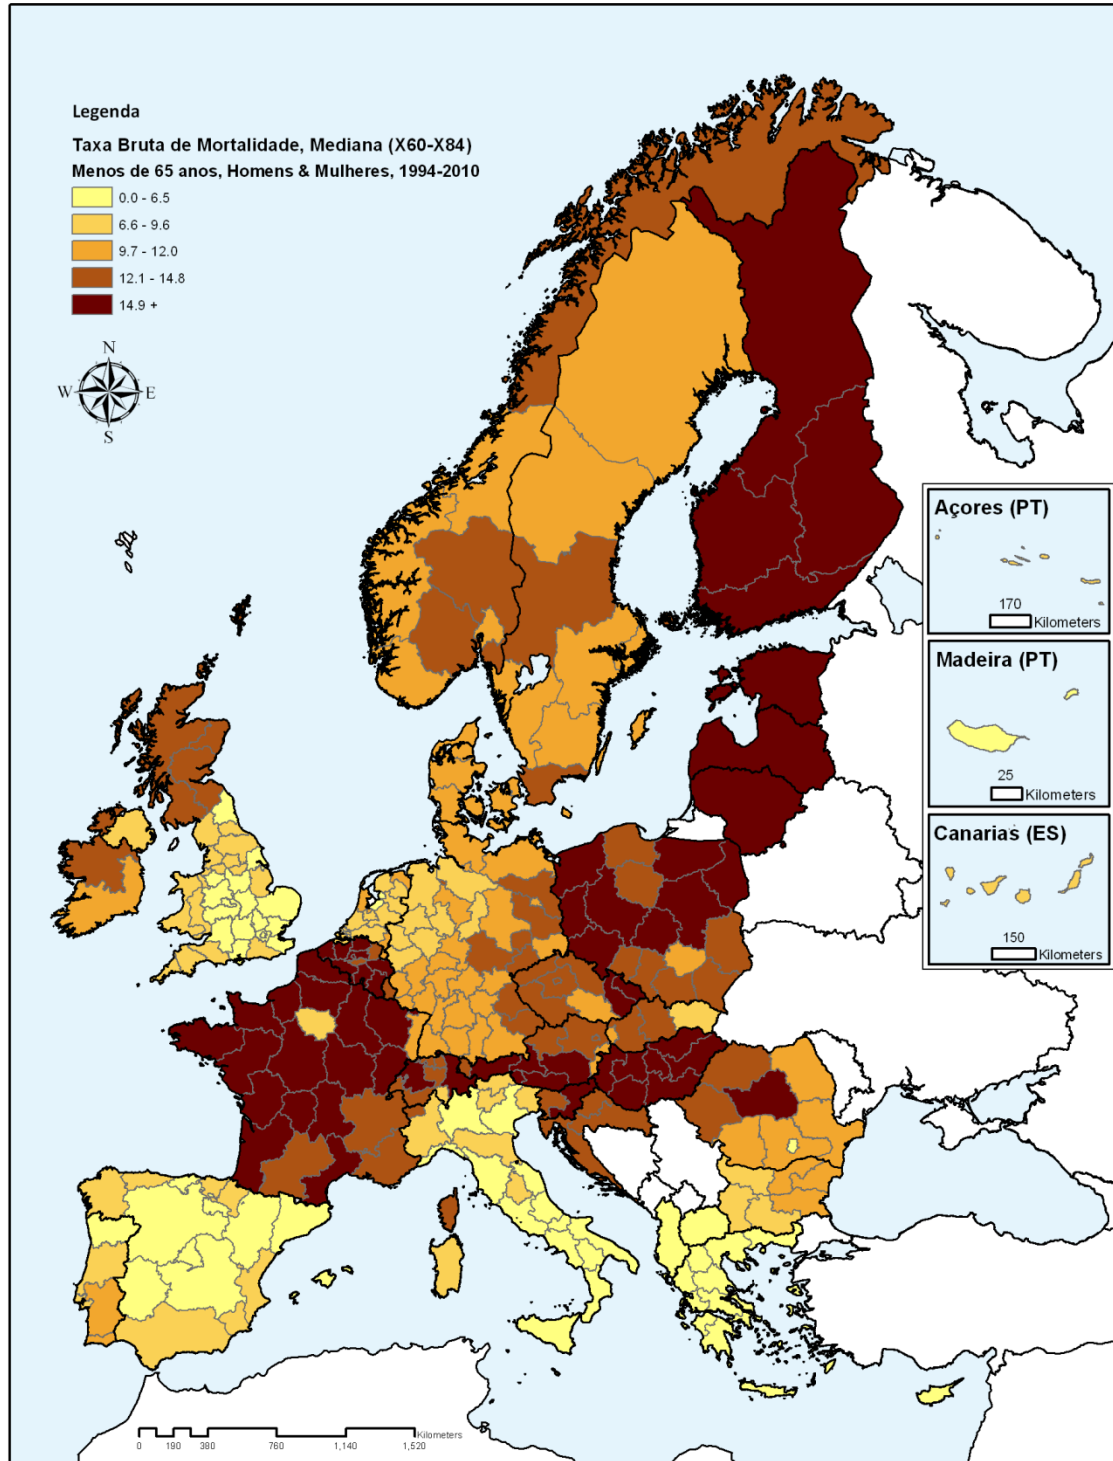 Legenda
Taxa Bruta de Mortalidade, Mediana (X60-X84)
Menos de 65 anos, Homens & Mulheres, 1994-2010
0.0 - 6.5
6.6 - 9.6
9.7 - 12.0
12.1 - 14.8
14.9 +
N
W E
S
Açores (PT)
170
Kilometers
Madeira (PT)
25
Kilometers
Canarias (ES)
150
Kilometers
Kilometers
0 190 380 760 1,140 1,520